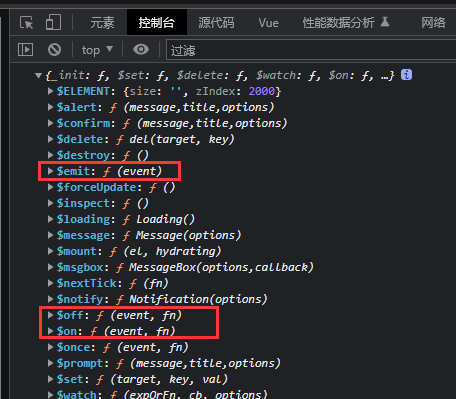 元素 控制台 源代码 Vue 性能数据分析 网络
top 过滤
{_init: ƒ, $set: ƒ, $delete: ƒ, $watch: ƒ, $on: ƒ, …} i
$ELEMENT: {size: '', zIndex: 2000}
$alert: ƒ (message,title,options)
$confirm: ƒ (message,title,options)
$delete: ƒ del(target, key)
$destroy: ƒ ()
$emit: ƒ (event)
$forceUpdate: ƒ ()
$inspect: ƒ ()
$loading: ƒ Loading()
$message: ƒ Message(options)
$mount: ƒ (el, hydrating)
$msgbox: ƒ MessageBox(options,callback)
$nextTick: ƒ (fn)
$notify: ƒ Notification(options)
$off: ƒ (event, fn)
$on: ƒ (event, fn)
$once: ƒ (event, fn)
$prompt: ƒ (message,title,options)
$set: ƒ (target, key, val)
$watch: ƒ (expOrFn, cb, options)